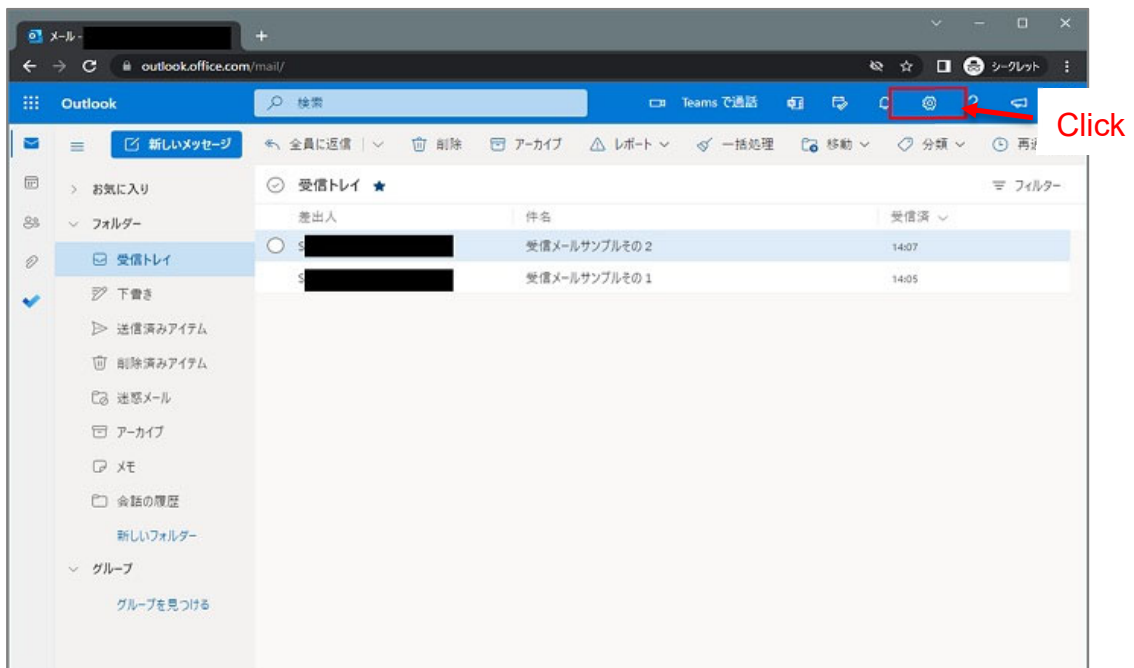 メール -
outlook.office.com/mail/
シークレット
Outlook
検索
Teams で通話
Click
新しいメッセージ
全員に返信
削除
アーカイブ
レポート
一括処理
移動
分類
お気に入り
受信トレイ
フィルター
フォルダー
差出人
件名
受信済
受信トレイ
S
受信メールサンプルその 2
14:07
下書き
S
受信メールサンプルその 1
14:05
送信済みアイテム
削除済みアイテム
迷惑メール
アーカイブ
メモ
会話の履歴
新しいフォルダー
グループ
グループを見つける